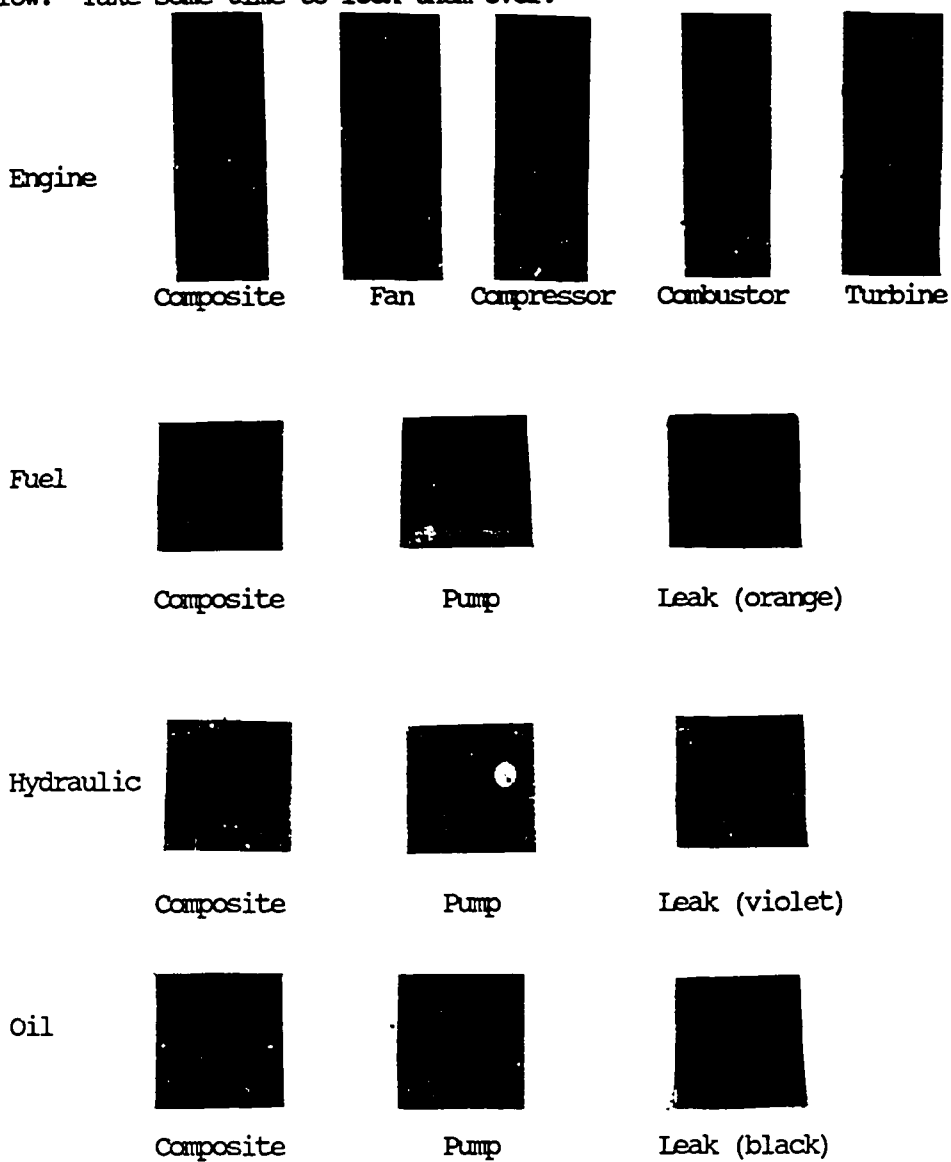 Engine
Composite Fan Compressor Combustor Turbine
Fuel
Composite Pump Leak (orange)
Hydraulic
Composite Pump Leak (violet)
Oil
Composite Pump Leak (black)